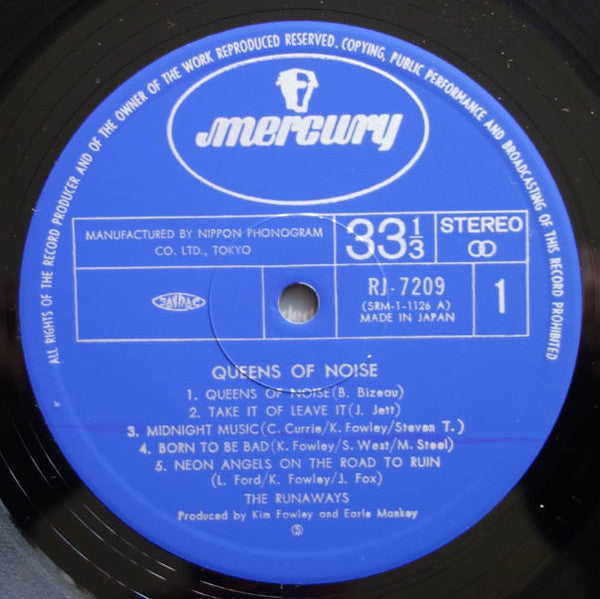 ALL RIGHTS OF THE RECORD PRODUCER AND OF THE OWNER OF THE WORK REPRODUCED RESERVED. COPYING, PUBLIC PERFORMANCE AND BROADCASTING OF THIS RECORD PROHIBITED
mercury
MANUFACTURED BY NIPPON PHONOGRAM
CO. LTD., TOKYO
33 1/3
STEREO
RJ-7209
(SRM-1-1126 A)
MADE IN JAPAN
1
QUEENS OF NOISE
1. QUEENS OF NOISE (B. Bizeau)
2. TAKE IT OF LEAVE IT (J. Jett)
3. MIDNIGHT MUSIC (C. Currie/K. Fowley/Steven T.)
4. BORN TO BE BAD (K. Fowley/S. West/M. Steel)
5. NEON ANGELS ON THE ROAD TO RUIN
(L. Ford/K. Fowley/J. Fox)
THE RUNAWAYS
Produced by Kim Fowley and Earle Mankey
Ⓢ